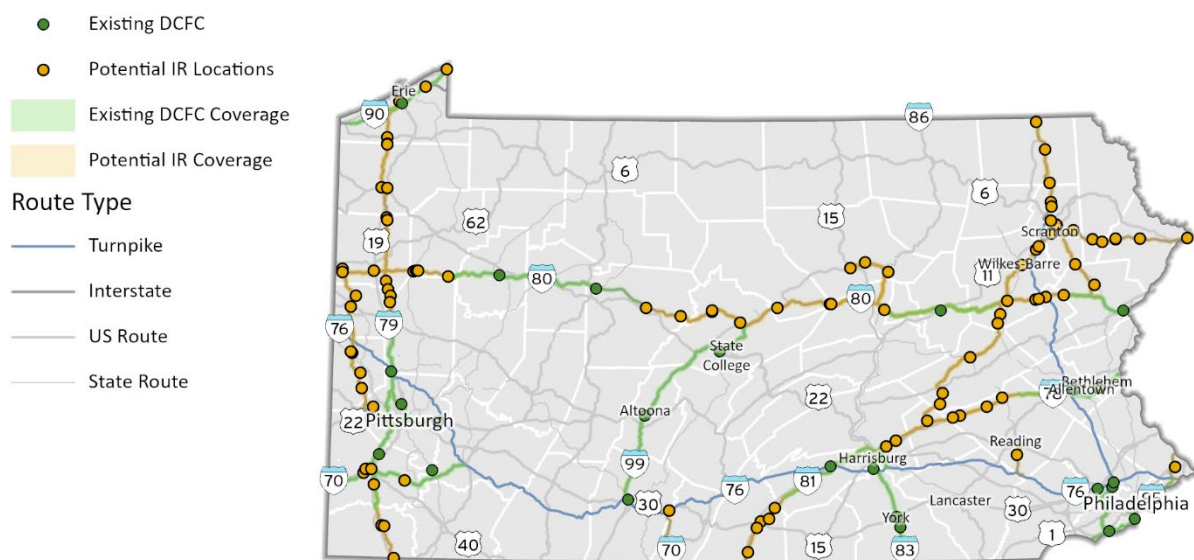 Existing DCFC
Potential IR Locations
Existing DCFC Coverage
Potential IR Coverage
Route Type
Turnpike
Interstate
US Route
State Route
Erie
90
86
6
6
62
15
19
Scranton
Wilkes-Barre
11
80
80
76
79
State
College
Bethlehem
Allentown
78
22
Altoona
22
Pittsburgh
Reading
99
Harrisburg
70
81
76
76
95
Lancaster
Philadelphia
30
30
York
1
40
70
15
83